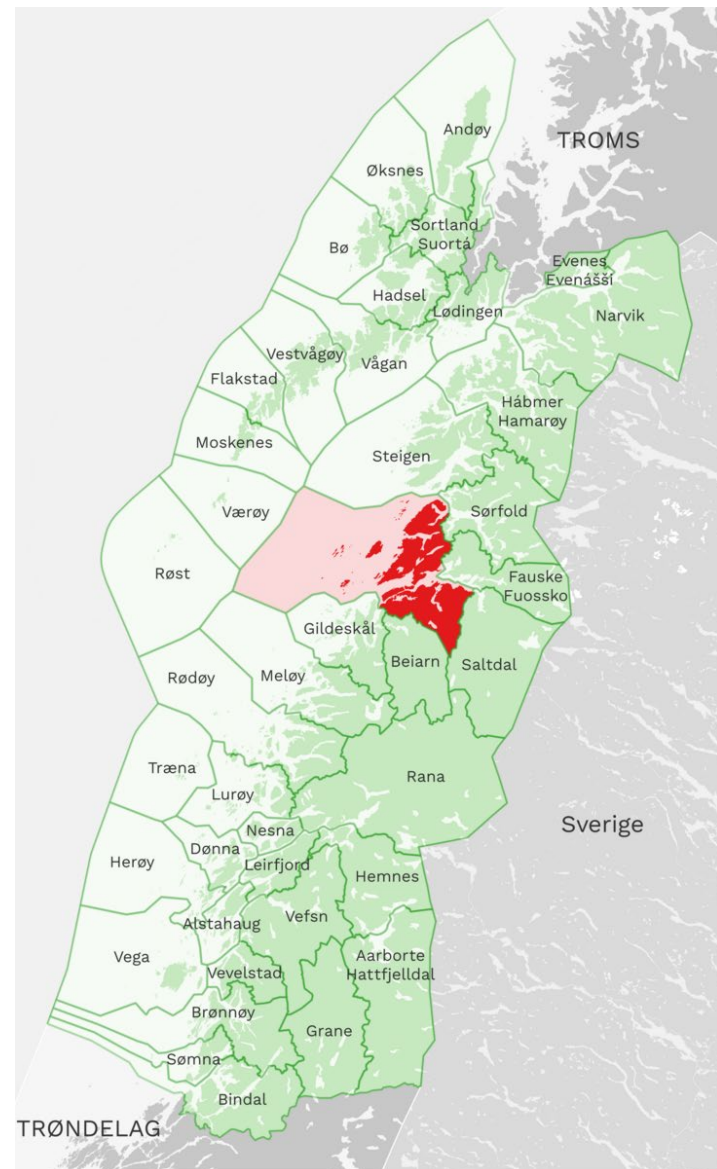 Andøy
TROMS
Øksnes
Sortland
Suortá
Bø
Evenes
Evenášší
Hadsel
Lødingen
Narvik
Vestvågøy
Vågan
Flakstad
Hábmer
Hamarøy
Moskenes
Steigen
Værøy
Sørfold
Røst
Fauske
Fuossko
Gildeskål
Beiarn
Saltdal
Rødøy
Meløy
Træna
Rana
Lurøy
Sverige
Nesna
Dønna
Herøy
Leirfjord
Hemnes
Vefsn
Alstahaug
Vega
Aarborte
Hattfjelldal
Vevelstad
Brønnøy
Grane
Sømna
Bindal
TRØNDELAG